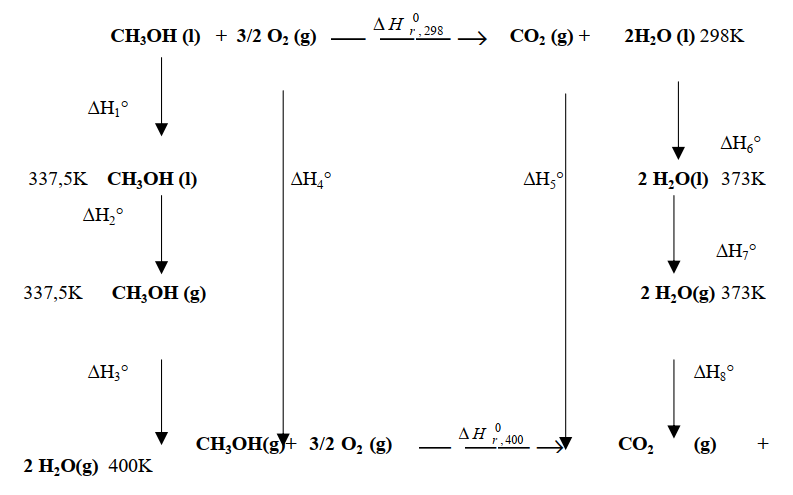 CH₃OH (l) + 3/2 O₂ (g) ΔH⁰r,298 CO₂ (g) + 2H₂O (l) 298K
ΔH₁°
ΔH₆°
337,5K CH₃OH (l) ΔH₄° ΔH₅° 2 H₂O(l) 373K
ΔH₂°
ΔH₇°
337,5K CH₃OH (g) 2 H₂O(g) 373K
ΔH₃° ΔH₈°
CH₃OH(g)+ 3/2 O₂ (g) ΔH⁰r,400 CO₂ (g) +
2 H₂O(g) 400K